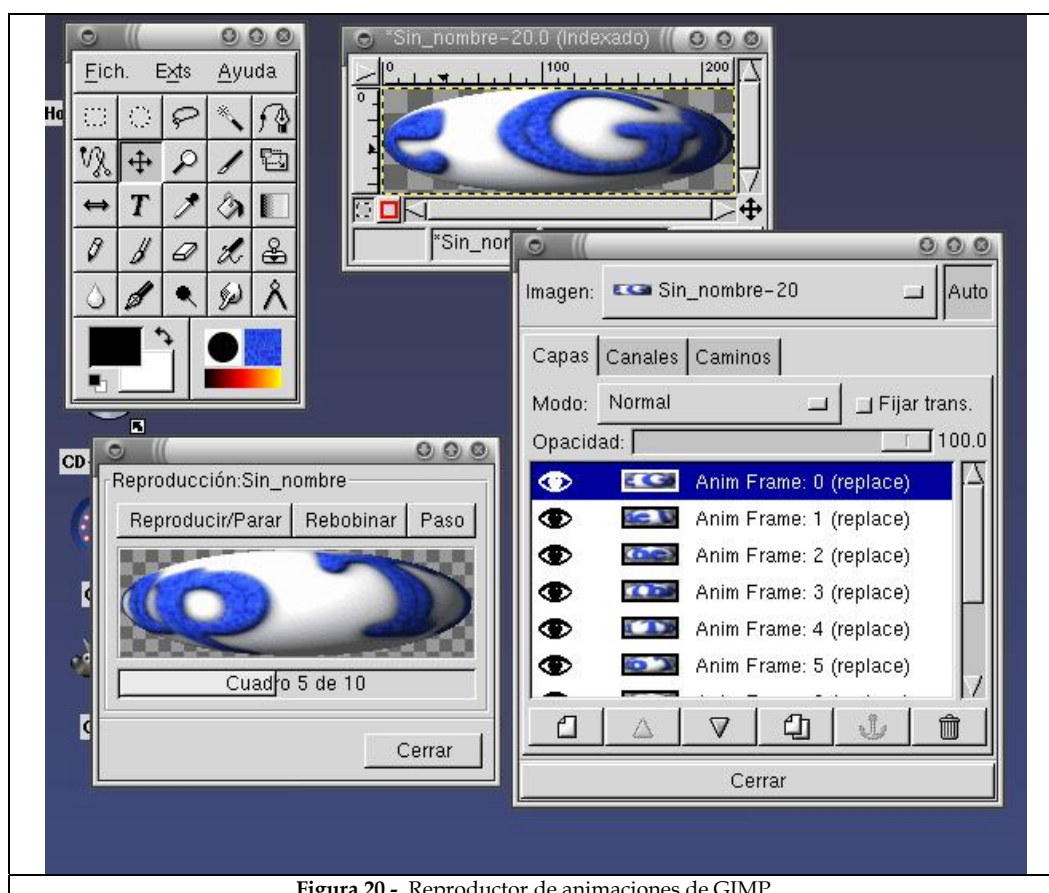 Fich. Exts Ayuda
T
*Sin_nombre-20.0 (Indexado)
0 100 200
0
*Sin_nor
Imagen: Sin_nombre-20 Auto
Capas Canales Caminos
Modo: Normal Fijar trans.
Opacidad: 100.0
Anim Frame: 0 (replace)
Anim Frame: 1 (replace)
Anim Frame: 2 (replace)
Anim Frame: 3 (replace)
Anim Frame: 4 (replace)
Anim Frame: 5 (replace)
Cerrar
Ho
CD-
Reproducción:Sin_nombre
Reproducir/Parar Rebobinar Paso
Cuadro 5 de 10
Cerrar
Figura 20 - Reproductor de animaciones de GIMP